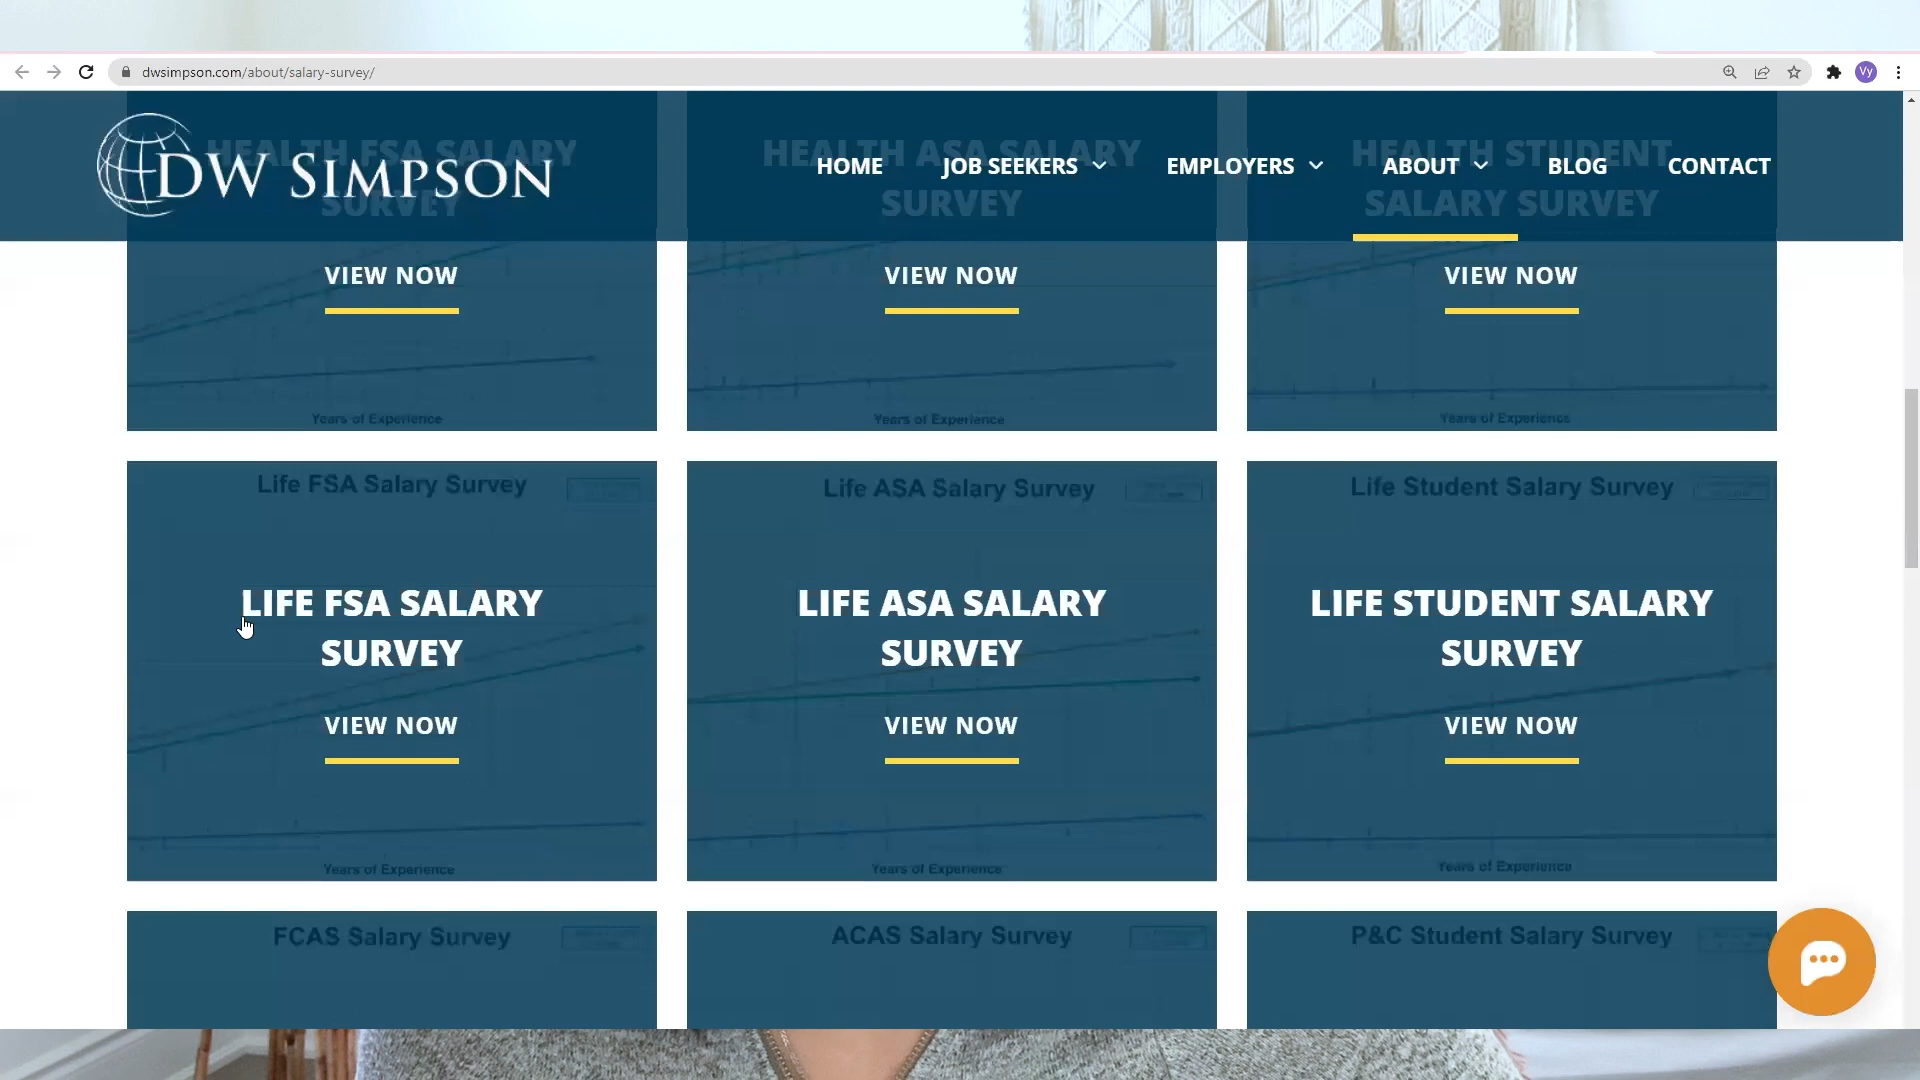 dwsimpson.com/about/salary-survey/
Vy
DW SIMPSON
HOME
JOB SEEKERS
EMPLOYERS
ABOUT
BLOG
CONTACT
HEALTH FSA SALARY
SURVEY
HEALTH ASA SALARY
SURVEY
HEALTH STUDENT
SALARY SURVEY
VIEW NOW
VIEW NOW
VIEW NOW
Years of Experience
Years of Experience
Years of Experience
Life FSA Salary Survey
Life ASA Salary Survey
Life Student Salary Survey
LIFE FSA SALARY
SURVEY
LIFE ASA SALARY
SURVEY
LIFE STUDENT SALARY
SURVEY
VIEW NOW
VIEW NOW
VIEW NOW
Years of Experience
Years of Experience
Years of Experience
FCAS Salary Survey
ACAS Salary Survey
P&C Student Salary Survey